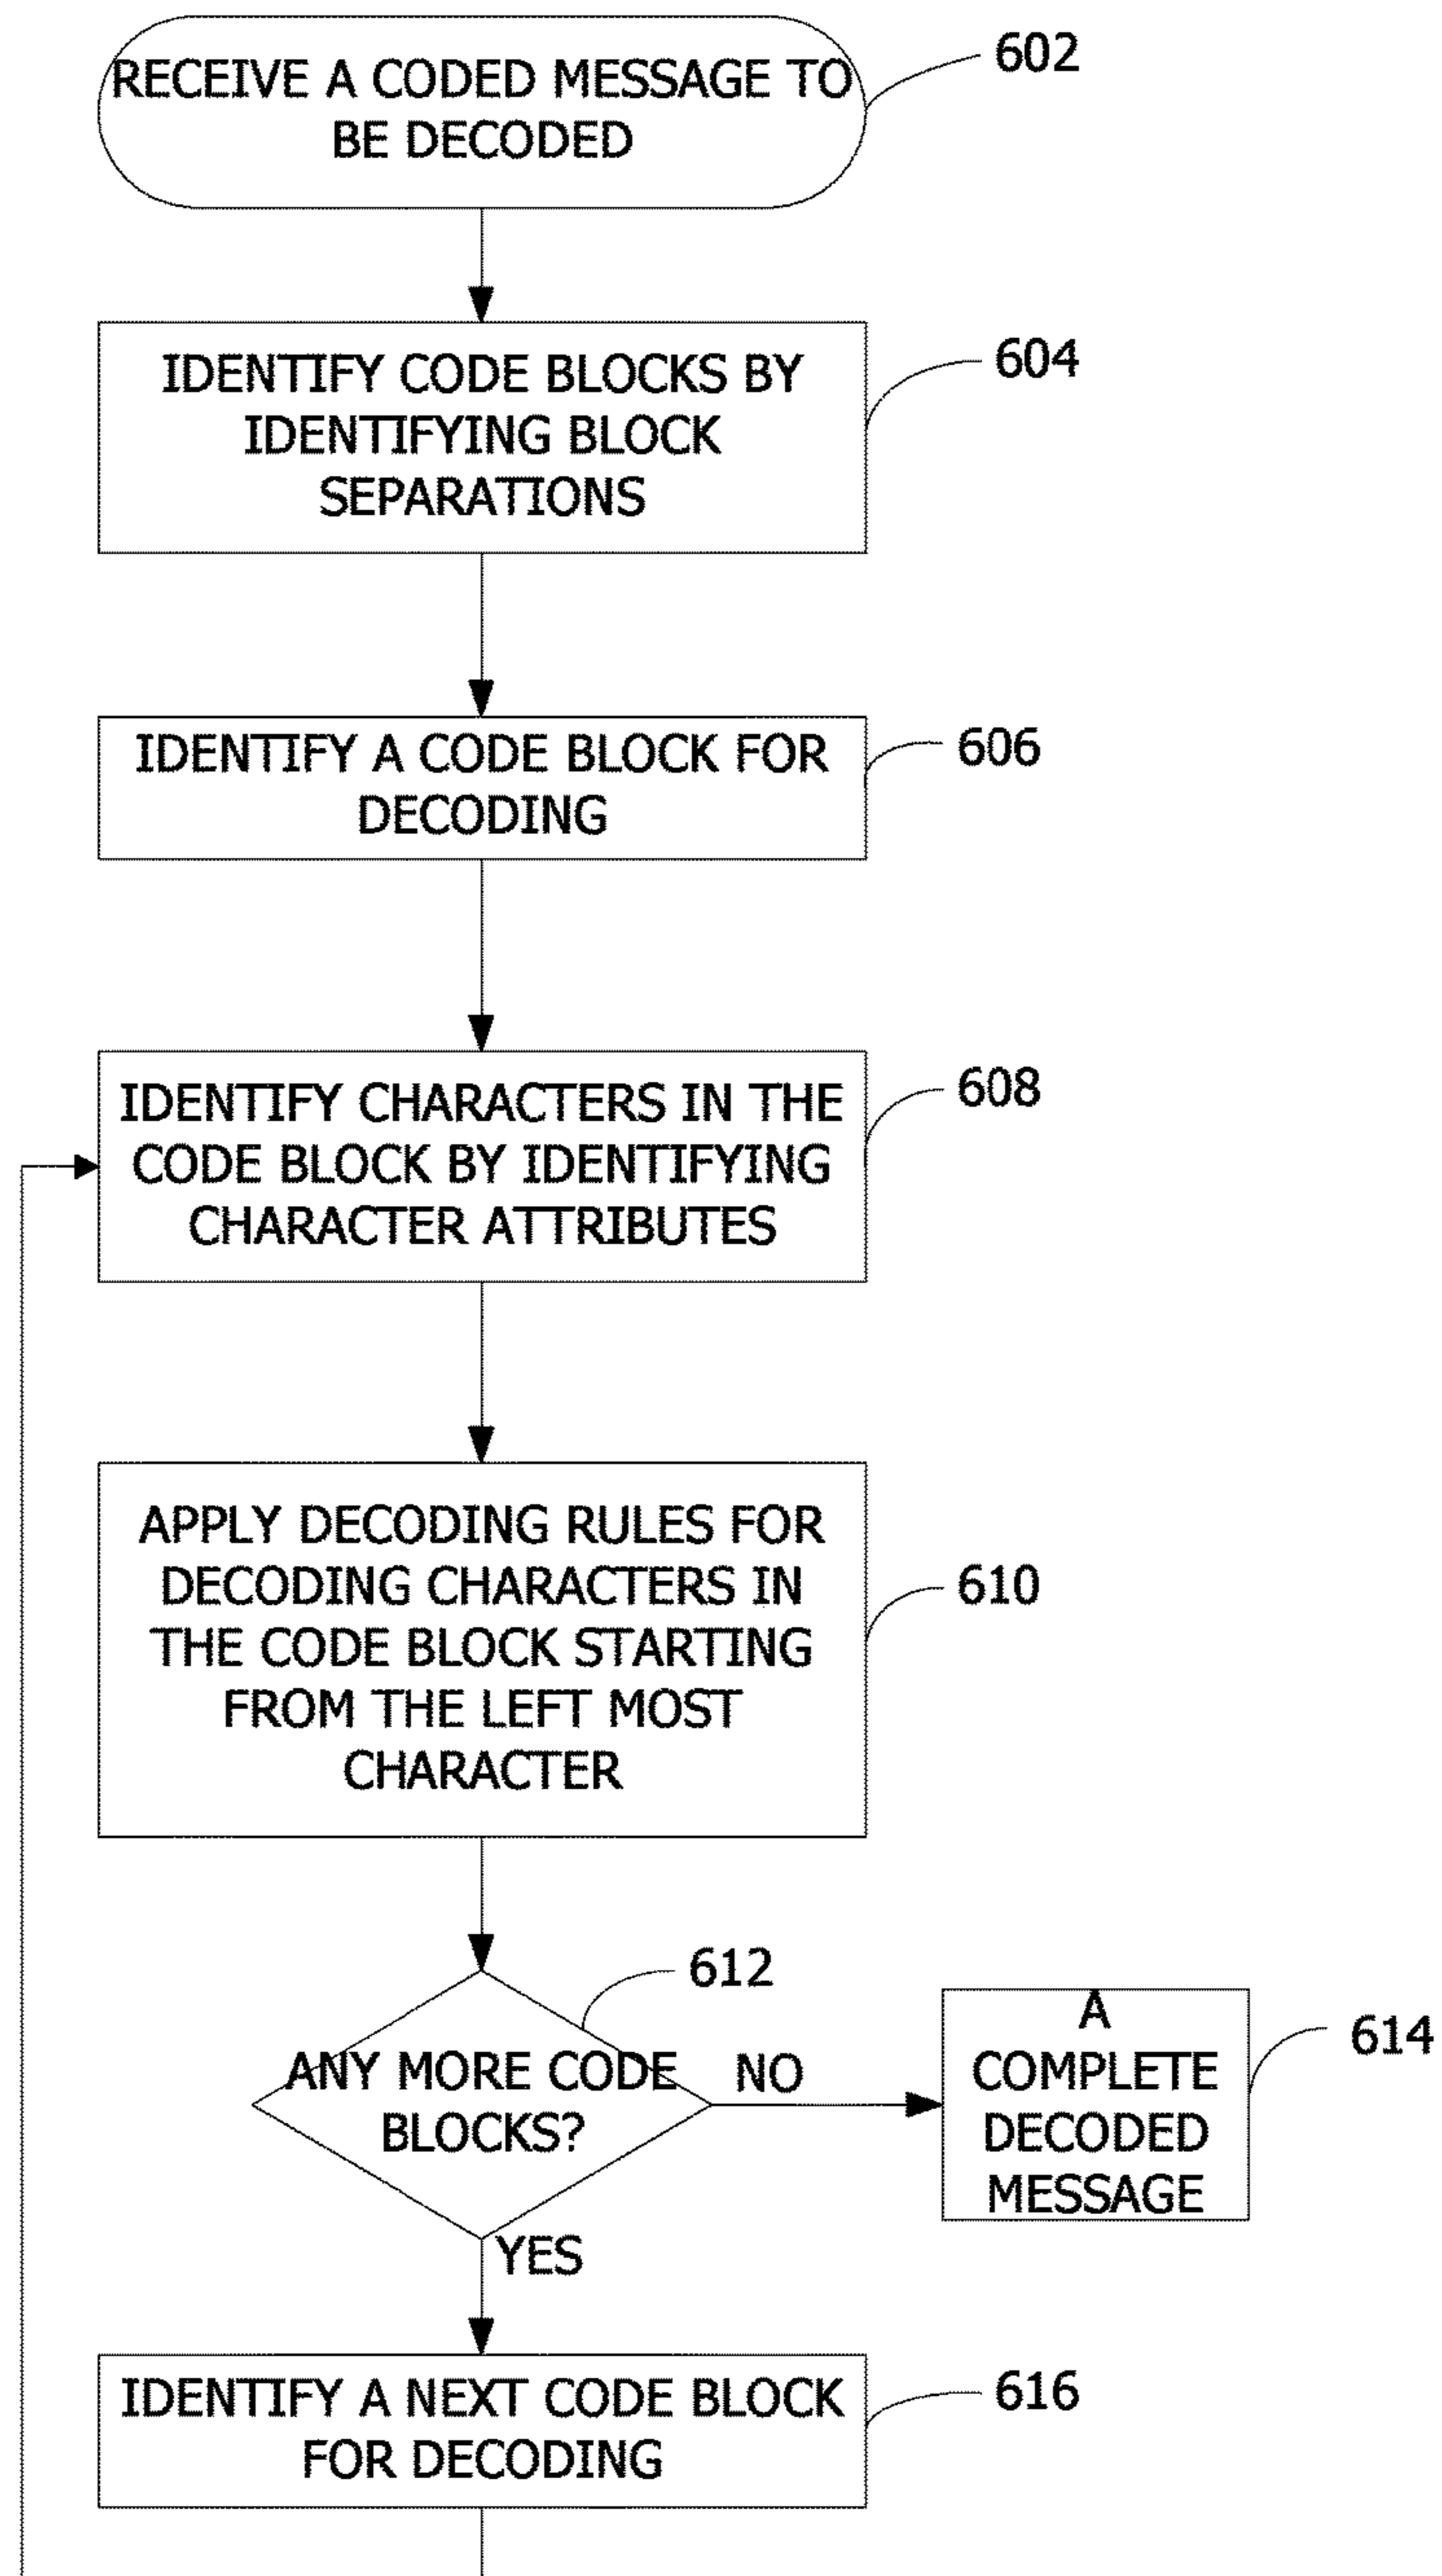 RECEIVE A CODED MESSAGE TO
BE DECODED
602
IDENTIFY CODE BLOCKS BY
IDENTIFYING BLOCK
SEPARATIONS
604
IDENTIFY A CODE BLOCK FOR
DECODING
606
IDENTIFY CHARACTERS IN THE
CODE BLOCK BY IDENTIFYING
CHARACTER ATTRIBUTES
608
APPLY DECODING RULES FOR
DECODING CHARACTERS IN
THE CODE BLOCK STARTING
FROM THE LEFT MOST
CHARACTER
610
ANY MORE CODE
BLOCKS?
612
NO
A
COMPLETE
DECODED
MESSAGE
614
YES
IDENTIFY A NEXT CODE BLOCK
FOR DECODING
616